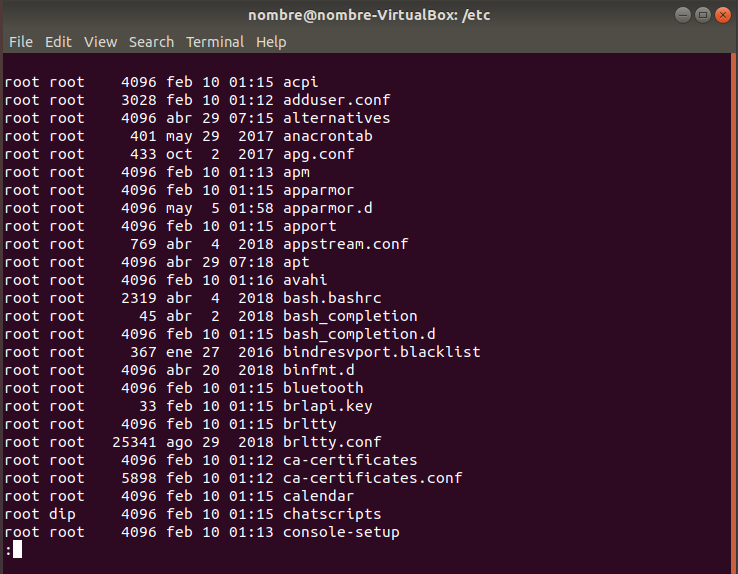 nombre@nombre-VirtualBox: /etc
File Edit View Search Terminal Help
root root    4096 feb 10 01:15 acpi
root root    3028 feb 10 01:12 adduser.conf
root root    4096 abr 29 07:15 alternatives
root root     401 may 29  2017 anacrontab
root root     433 oct  2  2017 apg.conf
root root    4096 feb 10 01:13 apm
root root    4096 feb 10 01:15 apparmor
root root    4096 may  5 01:58 apparmor.d
root root    4096 feb 10 01:15 apport
root root     769 abr  4  2018 appstream.conf
root root    4096 abr 29 07:18 apt
root root    4096 feb 10 01:16 avahi
root root    2319 abr  4  2018 bash.bashrc
root root      45 abr  2  2018 bash_completion
root root    4096 feb 10 01:15 bash_completion.d
root root     367 ene 27  2016 bindresvport.blacklist
root root    4096 abr 20  2018 binfmt.d
root root    4096 feb 10 01:15 bluetooth
root root      33 feb 10 01:15 brlapi.key
root root    4096 feb 10 01:15 brltty
root root   25341 ago 29  2018 brltty.conf
root root    4096 feb 10 01:12 ca-certificates
root root    5898 feb 10 01:12 ca-certificates.conf
root root    4096 feb 10 01:15 calendar
root dip     4096 feb 10 01:15 chatscripts
root root    4096 feb 10 01:13 console-setup
: